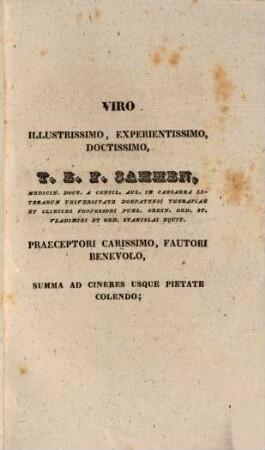 VIRO
ILLUSTRISSIMO, EXPERIENTISSIMO,
DOCTISSIMO,
T. E. F. SAHMEN,
MEDICIN. DOCT. A CONSIL. AUL. IN CAESAREA LI-
TERARUM UNIVERSITATE DORPATENSI THERAPIAE
ET CLINICES PROFESSORI PUBL. ORDIN. ORD. ST.
VLADIMIRI ET ORD. STANISLAI EQUIT.
PRAECEPTORI CARISSIMO, FAUTORI
BENEVOLO,
SUMMA AD CINERES USQUE PIETATE
COLENDO;